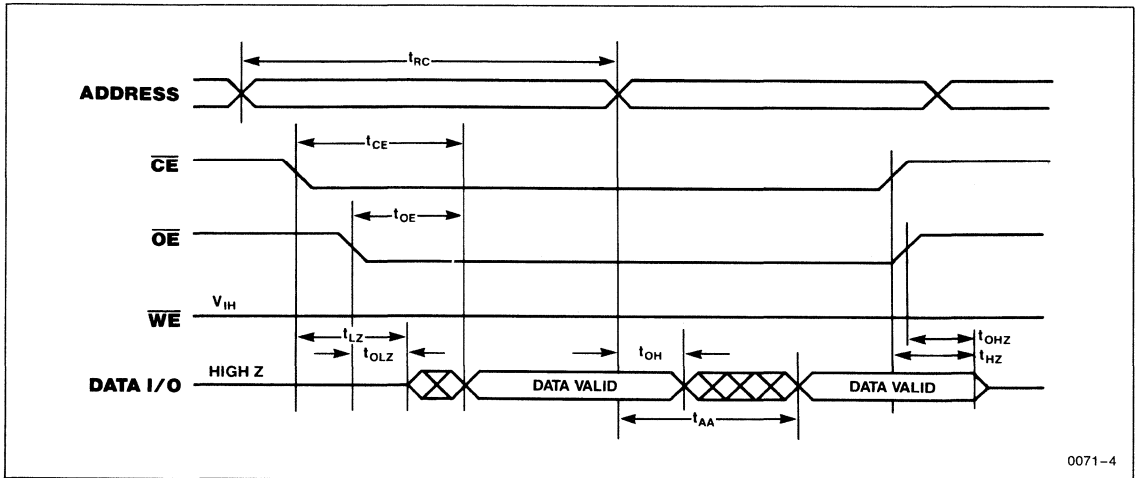 tRC
ADDRESS
tCE
CE
tOE
OE
VIH
WE
tLZ
tOLZ
tOHZ
tOH
tHZ
DATA I/O
HIGH Z
DATA VALID
DATA VALID
tAA
0071-4